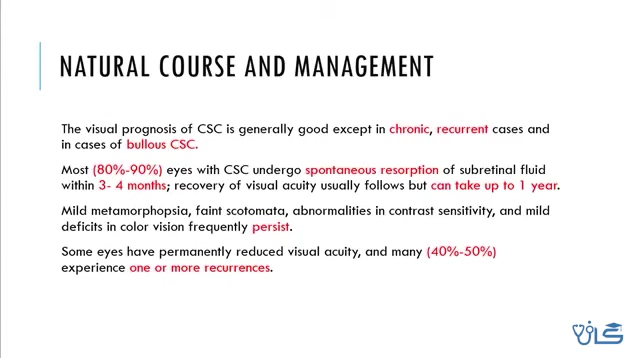 NATURAL COURSE AND MANAGEMENT
The visual prognosis of CSC is generally good except in chronic, recurrent cases and
in cases of bullous CSC.
Most (80%-90%) eyes with CSC undergo spontaneous resorption of subretinal fluid
within 3- 4 months; recovery of visual acuity usually follows but can take up to 1 year.
Mild metamorphopsia, faint scotomata, abnormalities in contrast sensitivity, and mild
deficits in color vision frequently persist.
Some eyes have permanently reduced visual acuity, and many (40%-50%)
experience one or more recurrences.